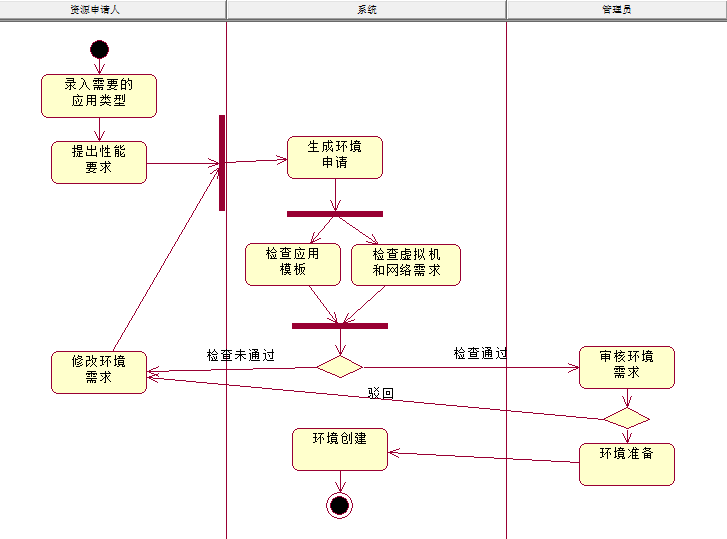 资源申请人
系统
管理员
录入需要的
应用类型
提出性能
要求
生成环境
申请
检查应用
模板
检查虚拟机
和网络需求
检查未通过
检查通过
修改环境
需求
审核环境
需求
驳回
环境创建
环境准备